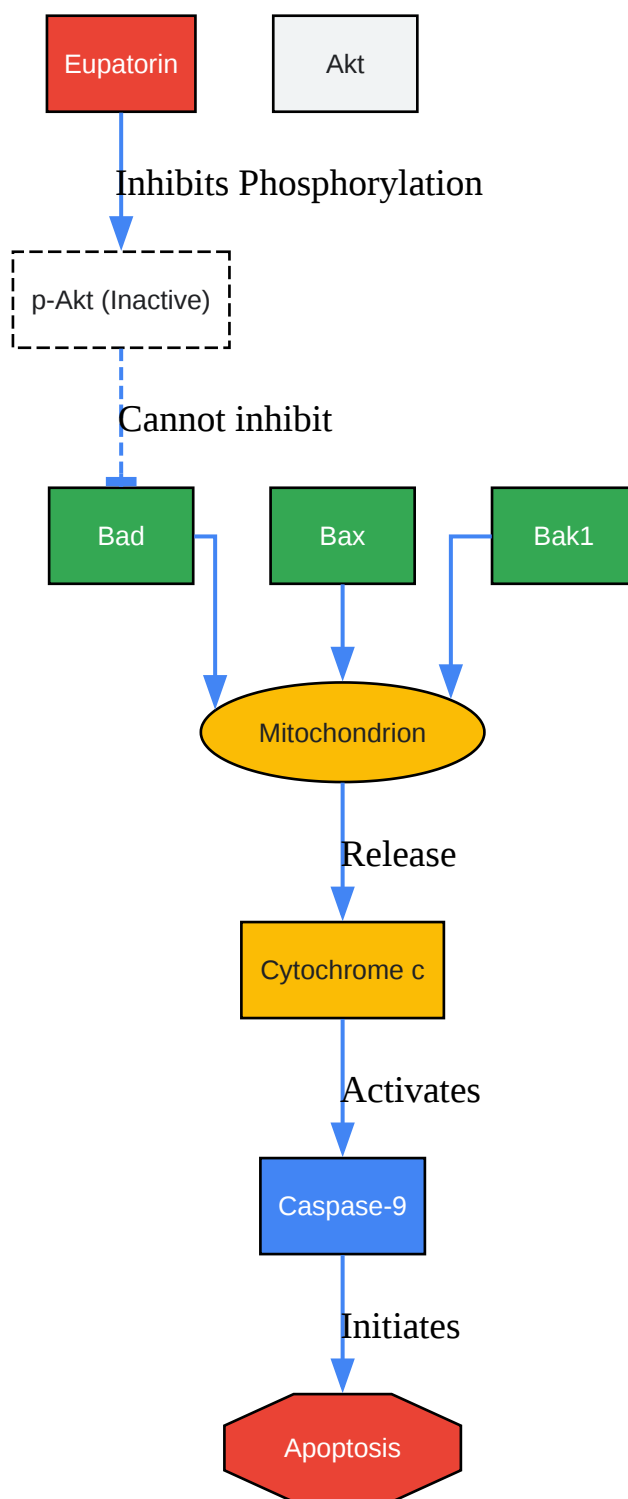 Eupatorin
Akt
Inhibits Phosphorylation
p-Akt (Inactive)
Cannot inhibit
Bad
Bax
Bak1
Mitochondrion
Release
Cytochrome c
Activates
Caspase-9
Initiates
Apoptosis